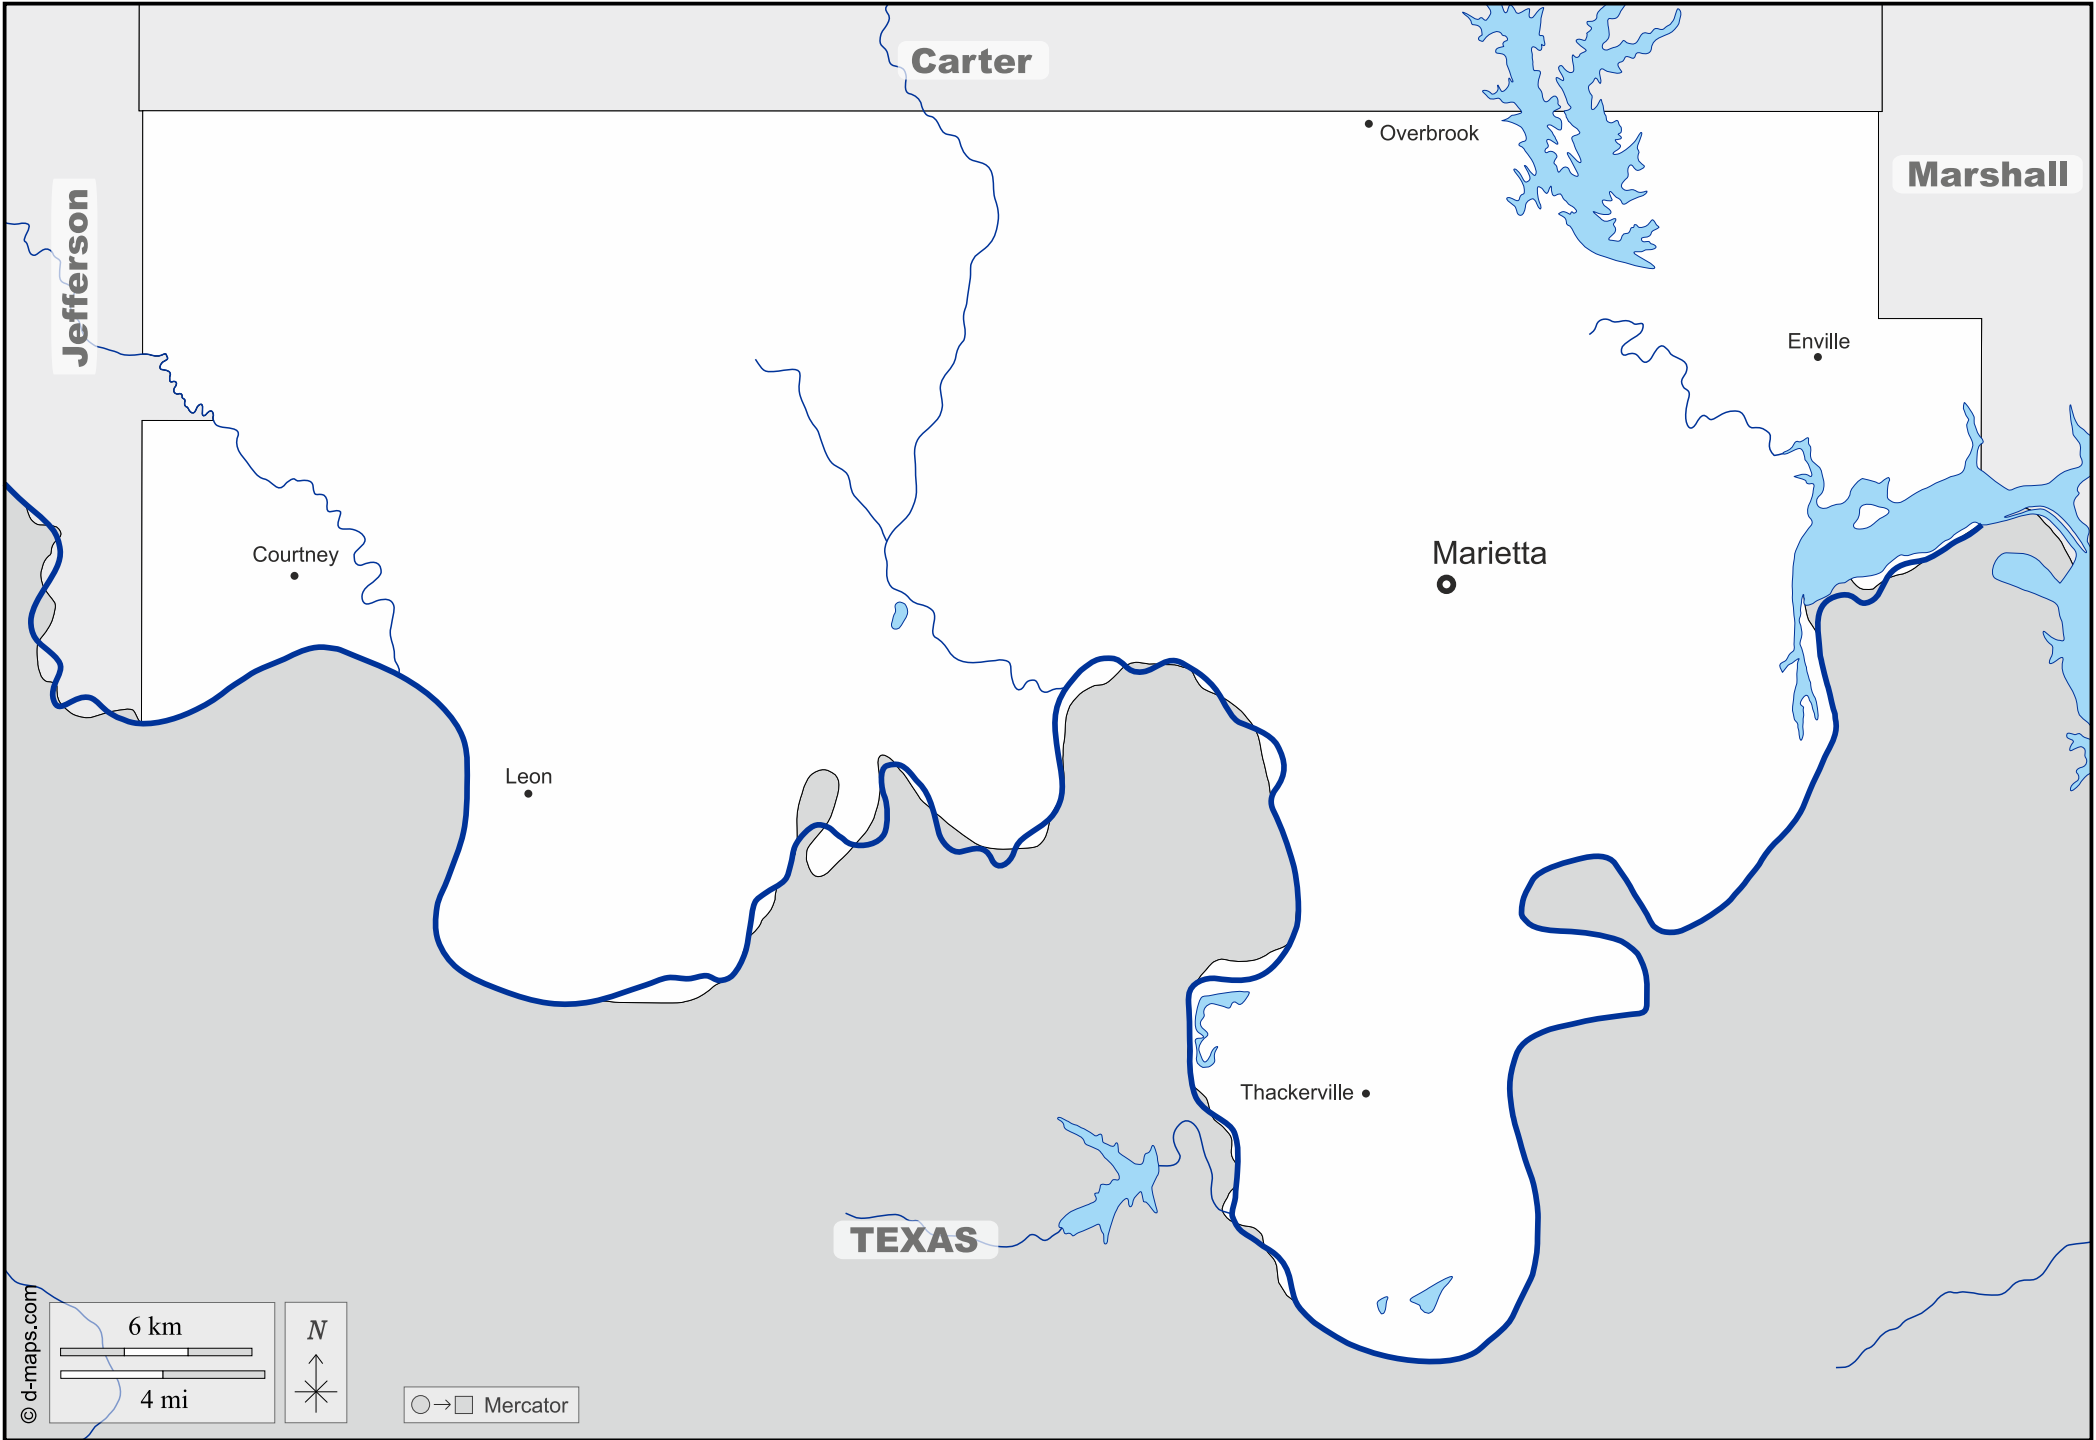 Carter
Overbrook
Marshall
Jefferson
Enville
Courtney
Marietta
Leon
Thackerville
TEXAS
© d-maps.com
6 km
4 mi
N
Mercator